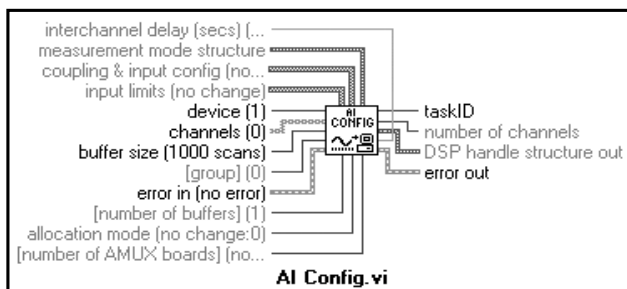 interchannel delay (secs) (...
measurement mode structure
coupling & input config (no...
input limits (no change)
device (1)
channels (0)
buffer size (1000 scans)
[group] (0)
error in (no error)
[number of buffers] (1)
allocation mode (no change:0)
[number of AMUX boards] (no...
AI
CONFIG
taskID
number of channels
DSP handle structure out
error out
AI Config.vi